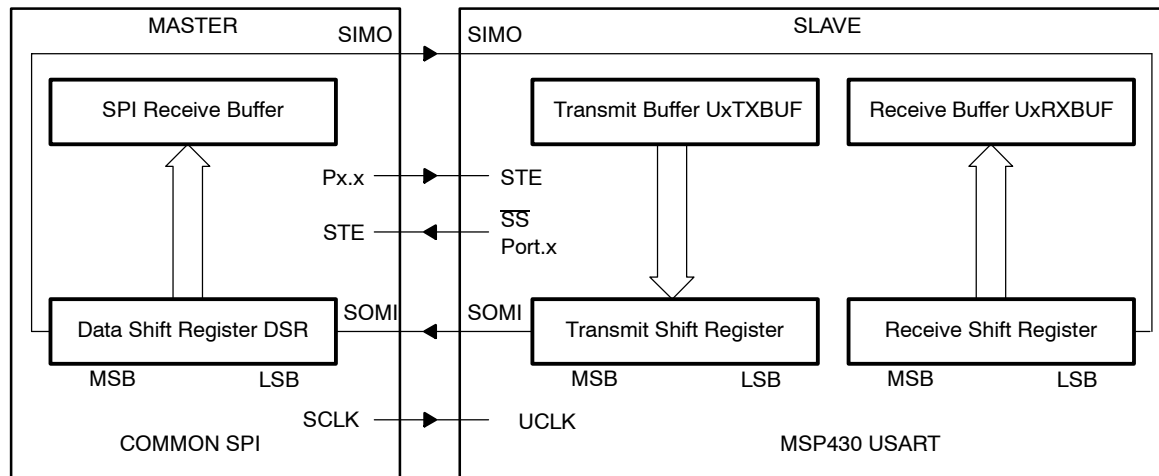 MASTER
SLAVE
SIMO
SIMO
SPI Receive Buffer
Transmit Buffer UxTXBUF
Receive Buffer UxRXBUF
Px.x
STE
STE
SS
Port.x
SOMI
SOMI
Data Shift Register DSR
Transmit Shift Register
Receive Shift Register
MSB
LSB
MSB
LSB
MSB
LSB
SCLK
UCLK
COMMON SPI
MSP430 USART